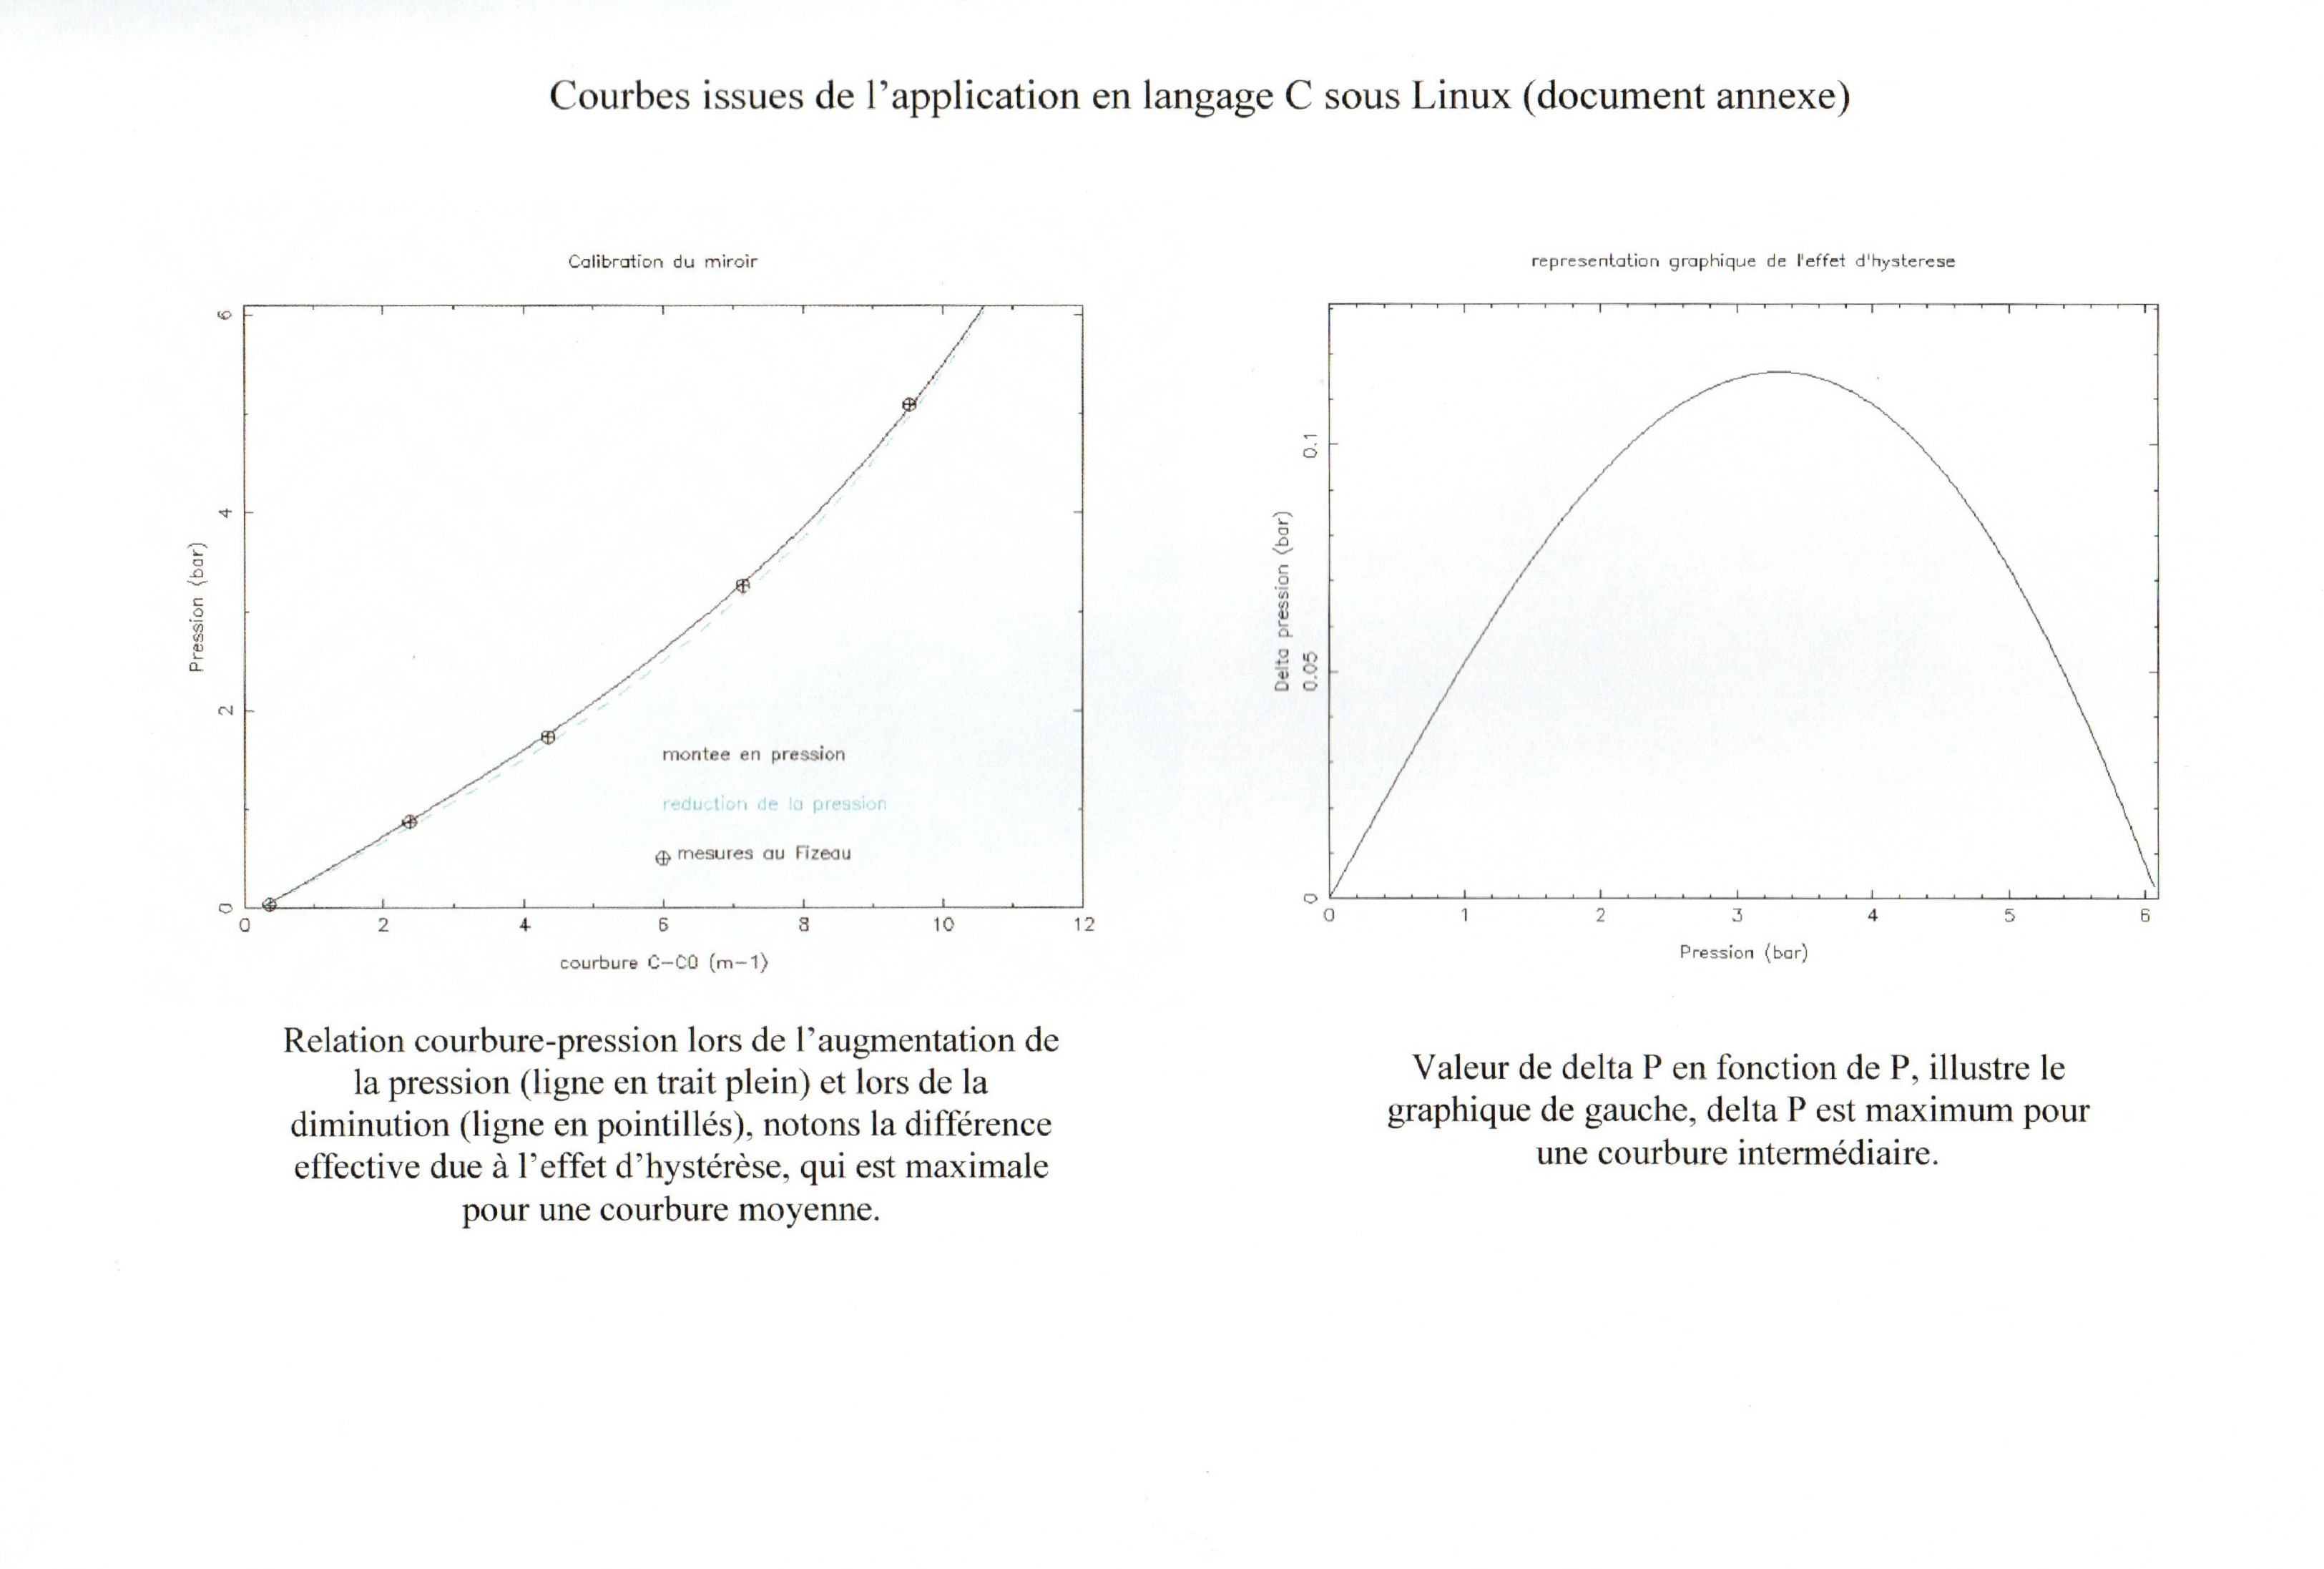 Courbes issues de l'application en langage C sous Linux (document annexe)
Calibration du miroir
6
4
2
0
Pression (bar)
montee en pression
reduction de la pression
mesures au Fizeau
0 2 4 6 8 10 12
courbure C-C0 (m-1)
Relation courbure-pression lors de l'augmentation de
la pression (ligne en trait plein) et lors de la
diminution (ligne en pointillés), notons la différence
effective due à l'effet d'hystérèse, qui est maximale
pour une courbure moyenne.
representation graphique de l'effet d'hysterese
0.1
0.05
0
Delta pression (bar)
0 1 2 3 4 5 6
Pression (bar)
Valeur de delta P en fonction de P, illustre le
graphique de gauche, delta P est maximum pour
une courbure intermédiaire.